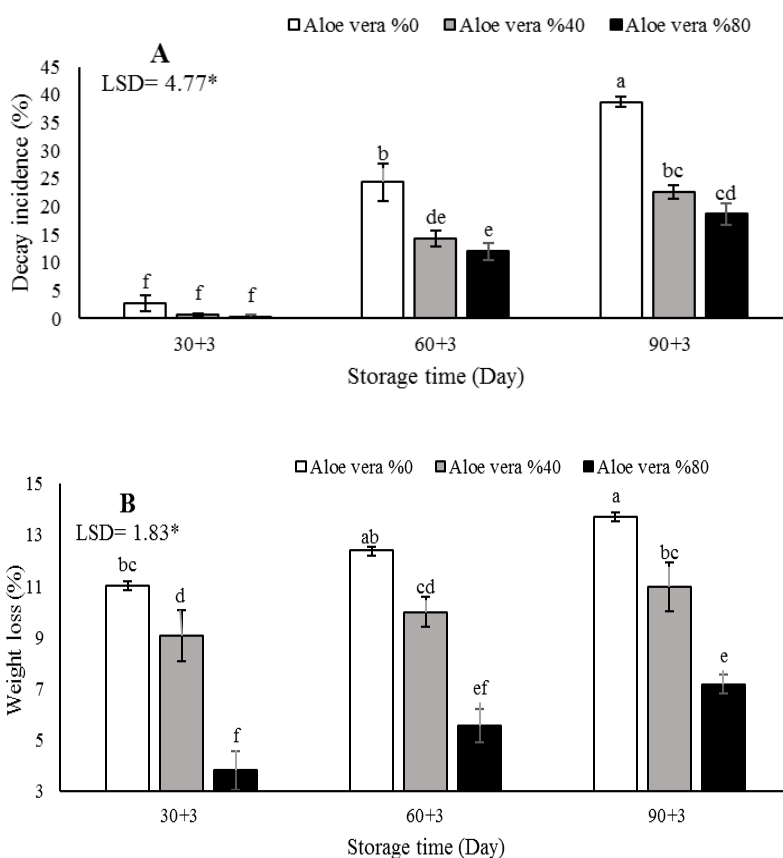 Aloe vera %0 Aloe vera %40 Aloe vera %80
A
LSD= 4.77*
Decay incidence (%)
45
40
35
30
25
20
15
10
5
0
f f f
b de e
a bc cd
30+3 60+3 90+3
Storage time (Day)
Aloe vera %0 Aloe vera %40 Aloe vera %80
B
LSD= 1.83*
Weight loss (%)
15
13
11
9
7
5
3
bc d f
ab cd ef
a bc e
30+3 60+3 90+3
Storage time (Day)